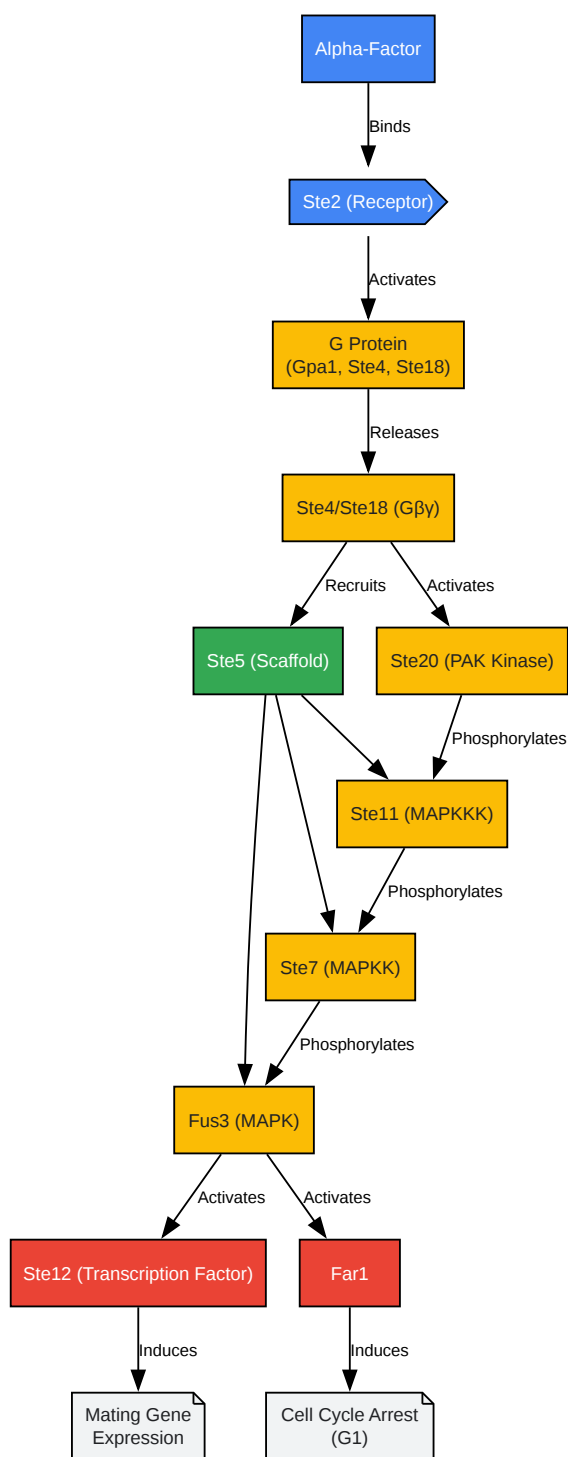 Alpha-Factor
Binds
Ste2 (Receptor)
Activates
G Protein
(Gpa1, Ste4, Ste18)
Releases
Ste4/Ste18 (Gβγ)
Recruits
Activates
Ste5 (Scaffold)
Ste20 (PAK Kinase)
Phosphorylates
Ste11 (MAPKKK)
Phosphorylates
Ste7 (MAPKK)
Phosphorylates
Fus3 (MAPK)
Activates
Activates
Ste12 (Transcription Factor)
Far1
Induces
Induces
Mating Gene
Expression
Cell Cycle Arrest
(G1)